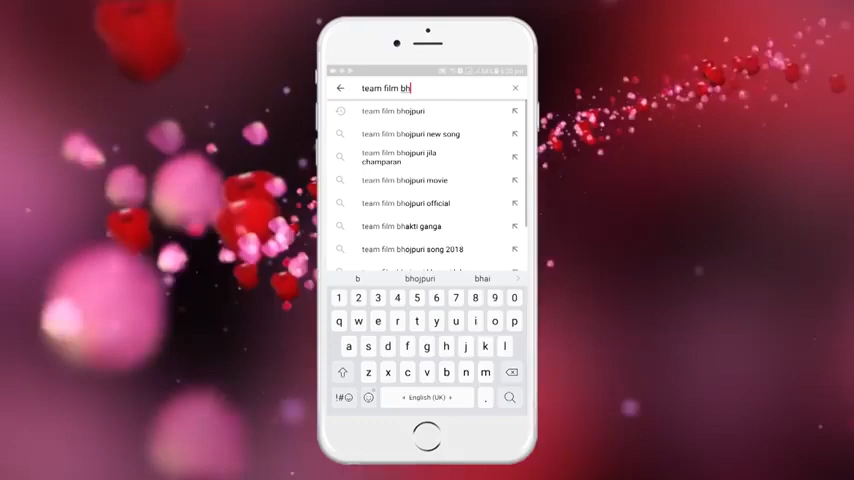 team film bh
team film bhojpuri
team film bhojpuri new song
team film bhojpuri jila
champaran
team film bhojpuri movie
team film bhojpuri official
team film bhakti ganga
team film bhojpuri song 2018
b bhojpuri bhai
1 2 3 4 5 6 7 8 9 0
q w e r t y u i o p
a s d f g h j k l
z x c v b n m
!#☺ English (UK) .